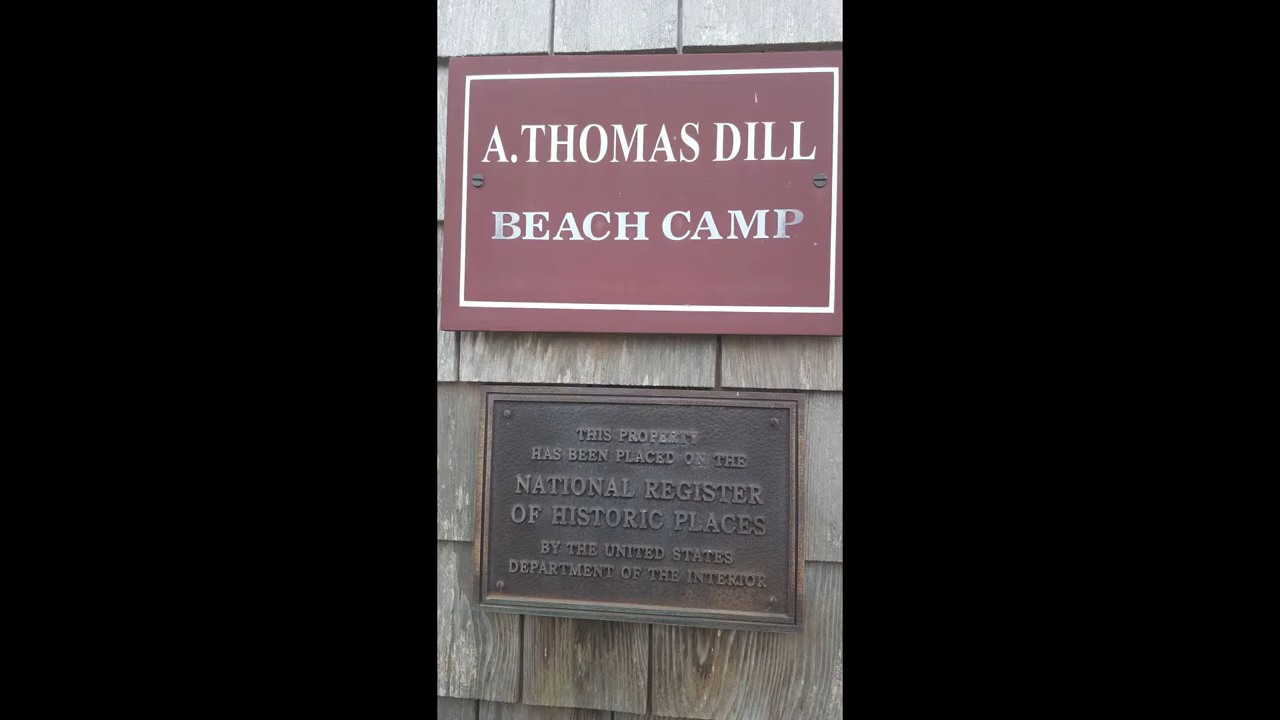 A.THOMAS DILL
BEACH CAMP
THIS PROPERTY
HAS BEEN PLACED ON THE
NATIONAL REGISTER
OF HISTORIC PLACES
BY THE UNITED STATES
DEPARTMENT OF THE INTERIOR